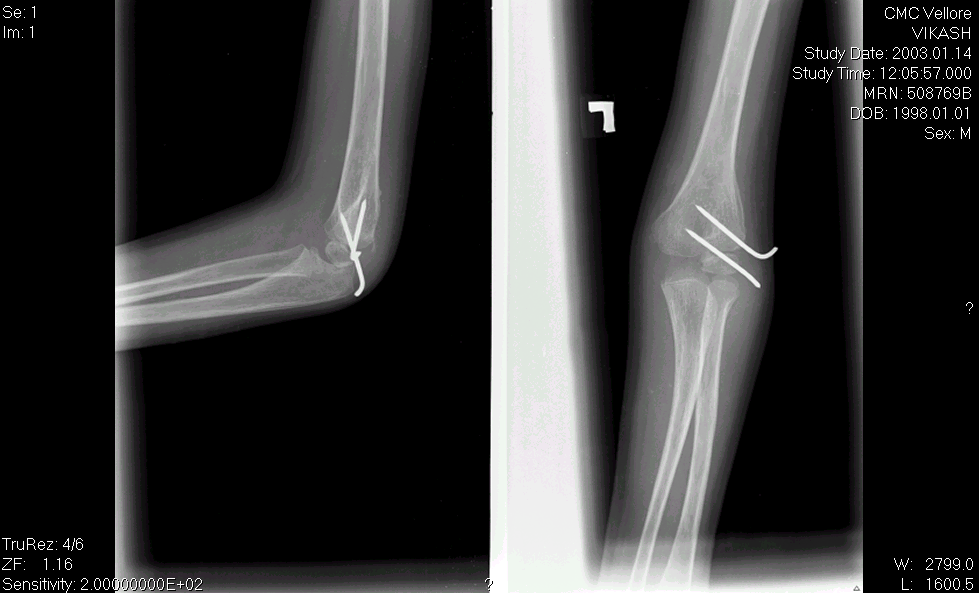 Se: 1
Im: 1
CMC Vellore
VIKASH
Study Date: 2003.01.14
Study Time: 12:05:57.000
MRN: 508769B
DOB: 1998.01.01
Sex: M
L
?
TruRez: 4/6
ZF: 1.16
Sensitivity: 2.00000000E+02
?
W: 2799.0
L: 1600.5